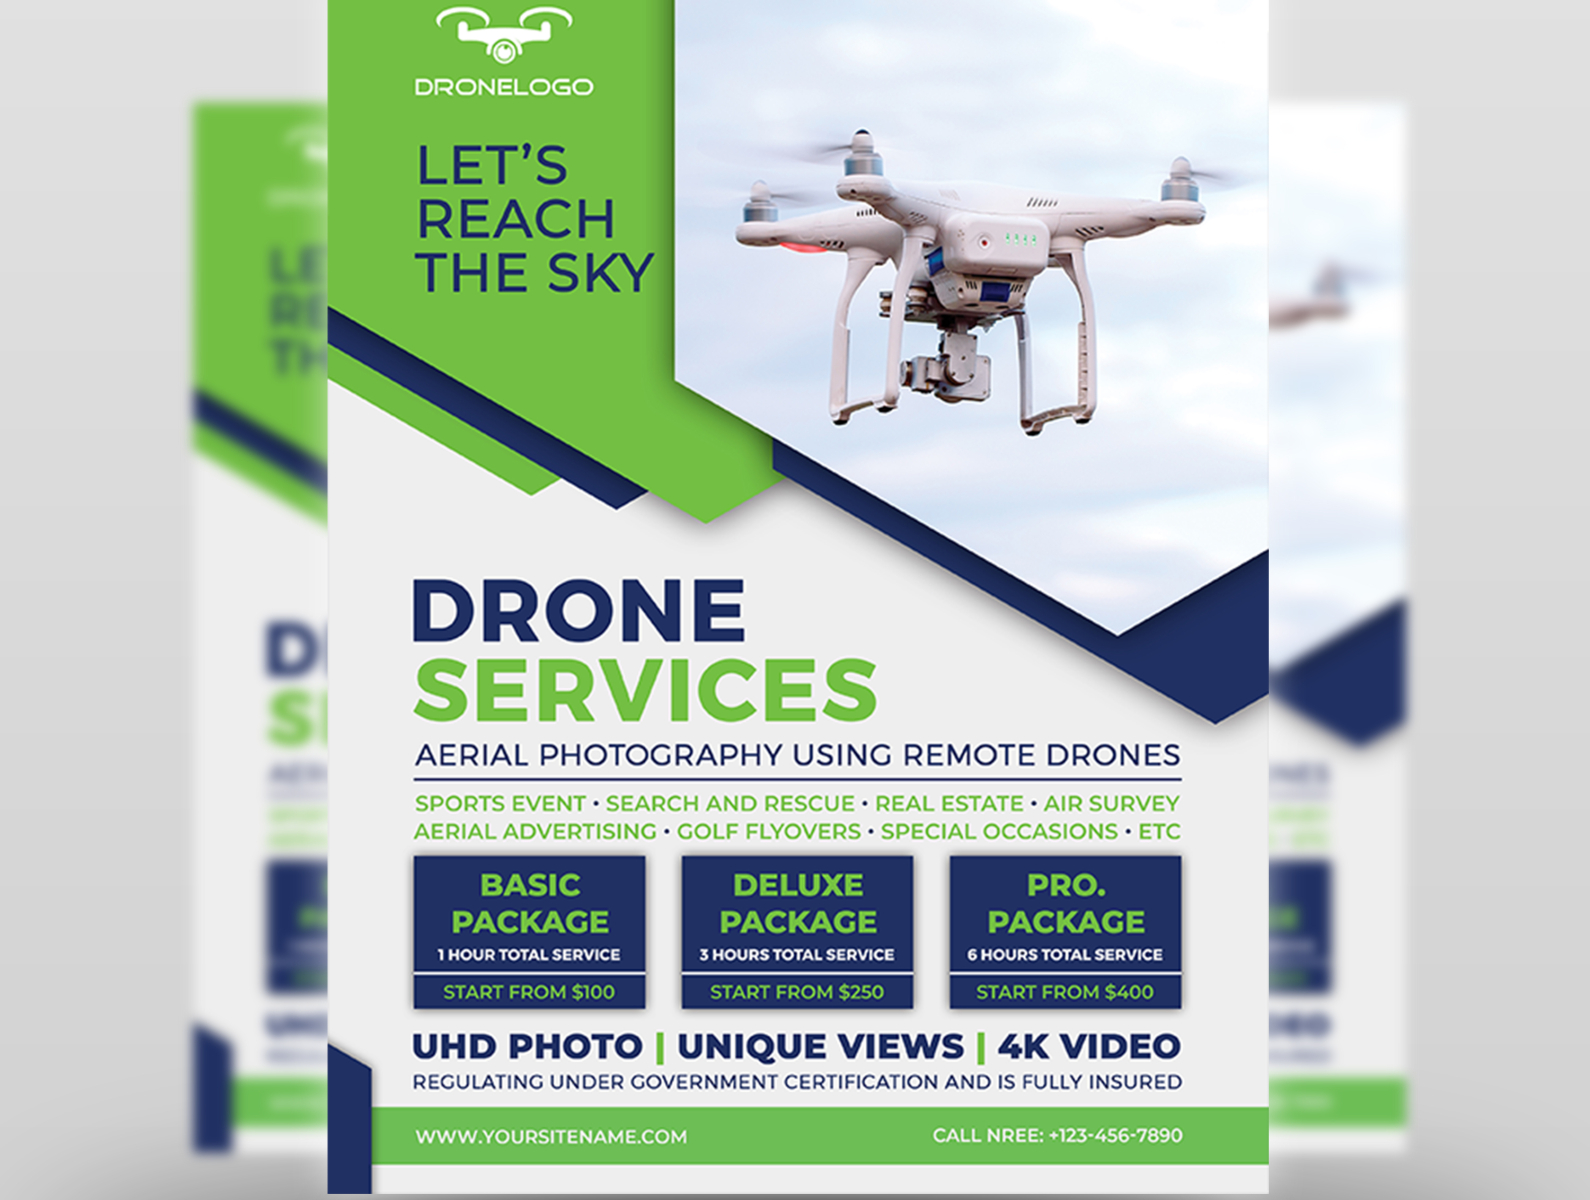 DRONELOGO
LET'S
REACH
THE SKY
DRONE
SERVICES
AERIAL PHOTOGRAPHY USING REMOTE DRONES
SPORTS EVENT • SEARCH AND RESCUE • REAL ESTATE • AIR SURVEY
AERIAL ADVERTISING • GOLF FLYOVERS • SPECIAL OCCASIONS • ETC
BASIC
PACKAGE
1 HOUR TOTAL SERVICE
START FROM $100
DELUXE
PACKAGE
3 HOURS TOTAL SERVICE
START FROM $250
PRO.
PACKAGE
6 HOURS TOTAL SERVICE
START FROM $400
UHD PHOTO | UNIQUE VIEWS | 4K VIDEO
REGULATING UNDER GOVERNMENT CERTIFICATION AND IS FULLY INSURED
WWW.YOURSITENAME.COM
CALL NREE: +123-456-7890